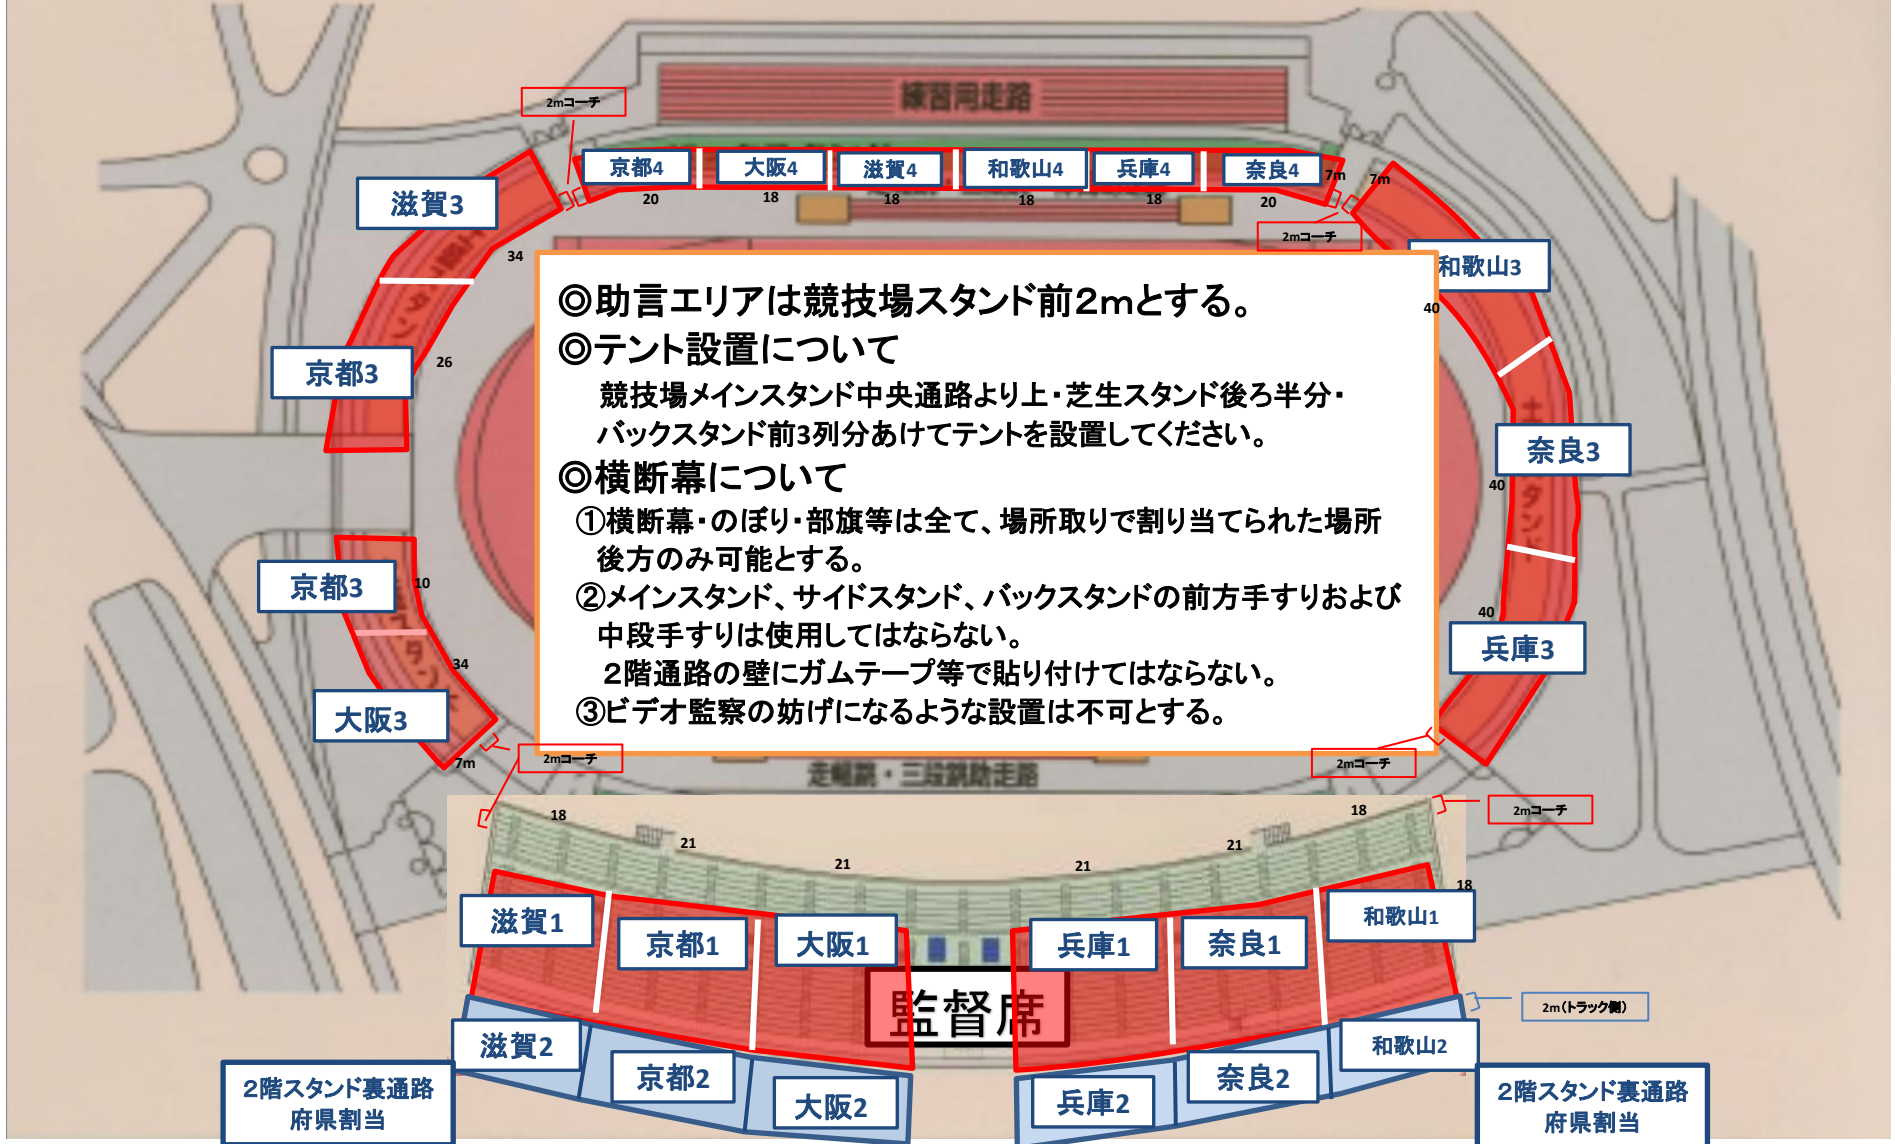 練習用走路
2mコーチ
京都4
大阪4
滋賀4
和歌山4
兵庫4
奈良4
7m
7m
20
18
18
18
18
20
2mコーチ
滋賀3
34
和歌山3
40
京都3
26
奈良3
40
京都3
10
兵庫3
40
大阪3
34
7m
◎助言エリアは競技場スタンド前2mとする。
◎テント設置について
競技場メインスタンド中央通路より上・芝生スタンド後ろ半分・
バックスタンド前3列分あけてテントを設置してください。
◎横断幕について
①横断幕・のぼり・部旗等は全て、場所取りで割り当てられた場所
後方のみ可能とする。
②メインスタンド、サイドスタンド、バックスタンドの前方手すりおよび
中段手すりは使用してはならない。
2階通路の壁にガムテープ等で貼り付けてはならない。
③ビデオ監察の妨げになるような設置は不可とする。
2mコーチ
2mコーチ
走幅跳・三段跳助走路
2mコーチ
18
21
21
21
21
18
18
滋賀1
京都1
大阪1
兵庫1
奈良1
和歌山1
監督席
2m(トラック側)
滋賀2
京都2
大阪2
兵庫2
奈良2
和歌山2
2階スタンド裏通路
府県割当
2階スタンド裏通路
府県割当